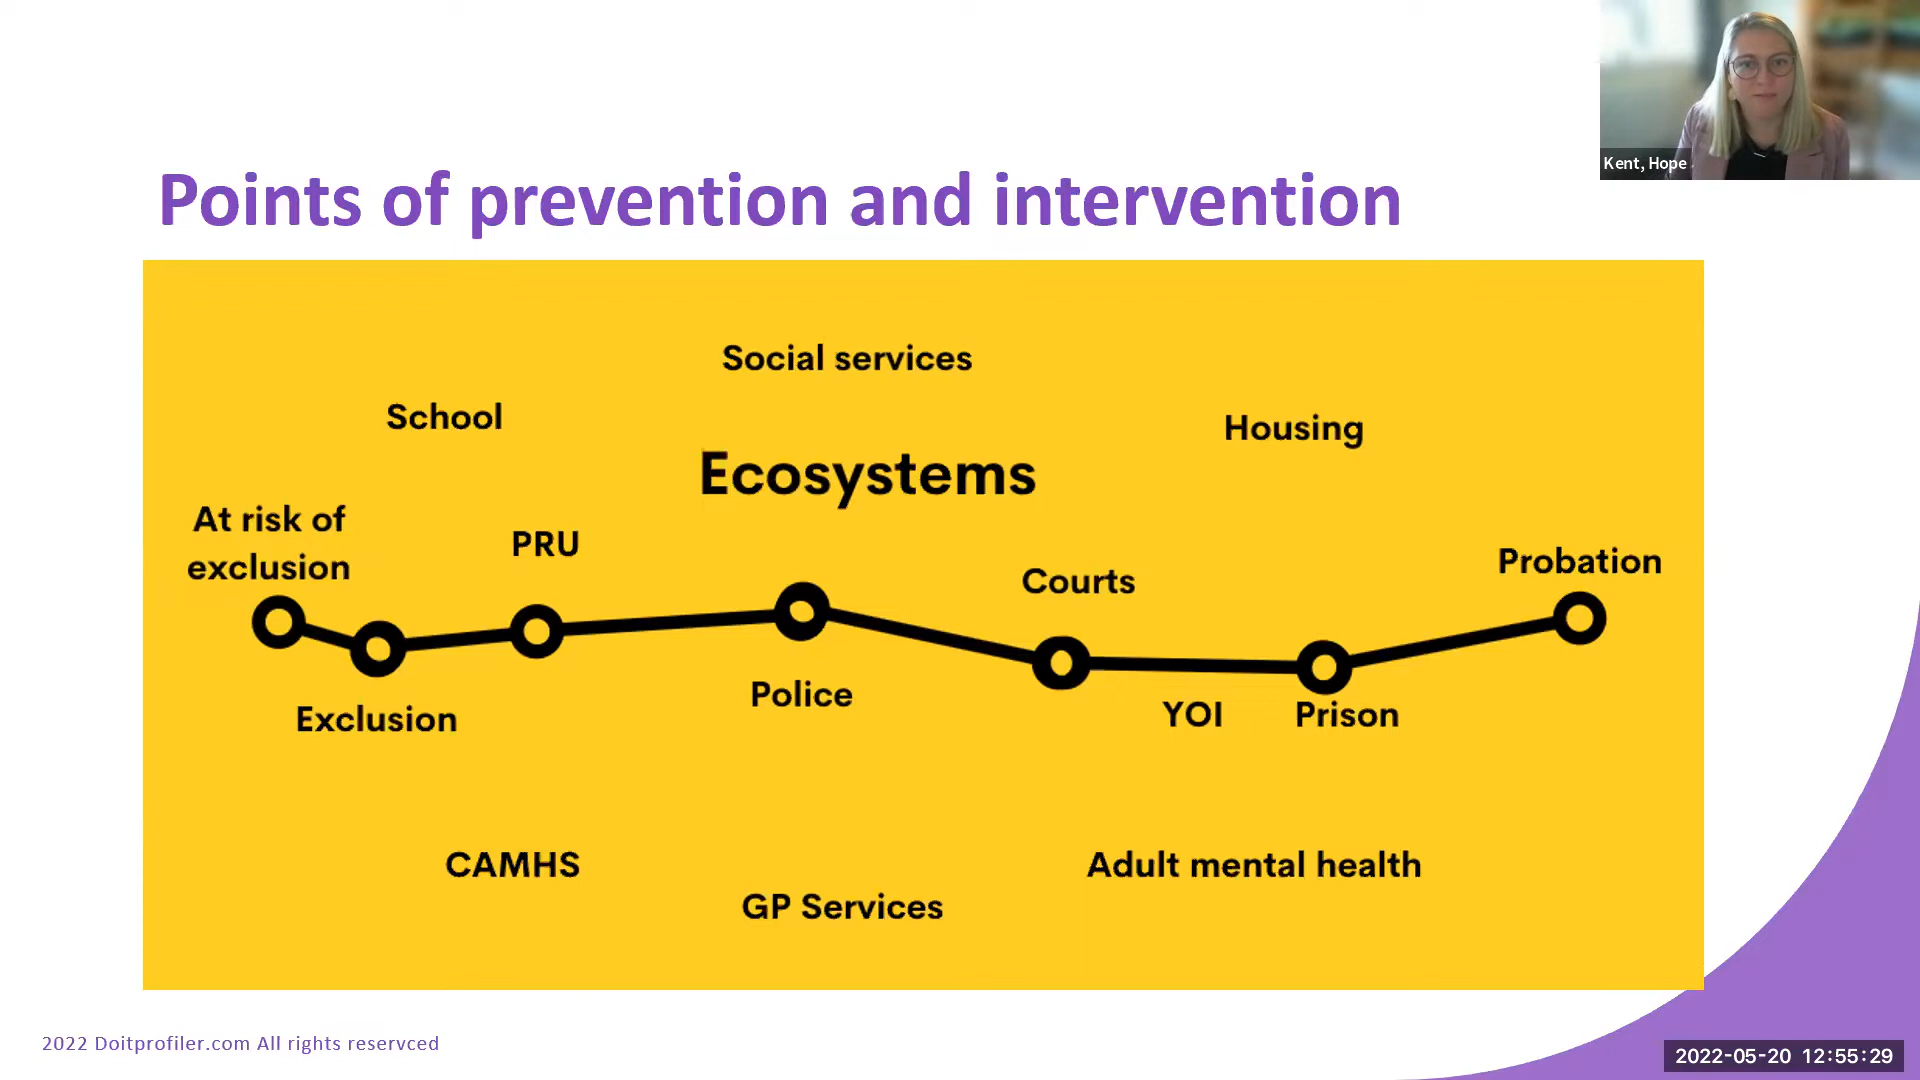 Kent, Hope
Points of prevention and intervention
Social services
School
Housing
Ecosystems
At risk of
exclusion
PRU
Courts
Probation
Exclusion
Police
YOI
Prison
CAMHS
GP Services
Adult mental health
2022 Doitprofiler.com All rights reservced
2022-05-20 12:55:29